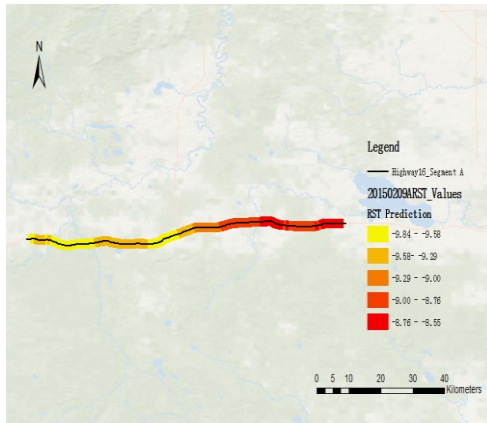 N
Legend
Highway16_Segment A
20150209ARST_Values
RST Prediction
-9.84 - -9.58
-9.58- -9.29
-9.29 - -9.00
-9.00 - -8.76
-8.76 - -8.55
0 5 10 20 30 40
Kilometers